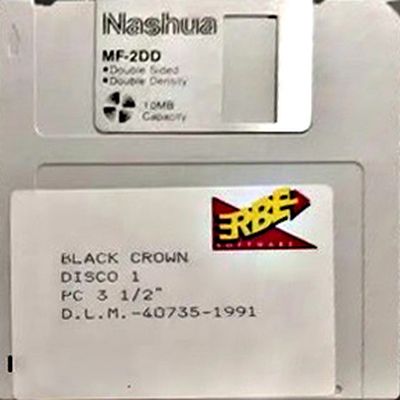 Nashua
MF-2DD
•Double Sided
•Double Density
1.0MB
Capacity
ERBE
SOFTWARE
BLACK CROWN
DISCO 1
PC 3 1/2"
D.L.M.-40735-1991